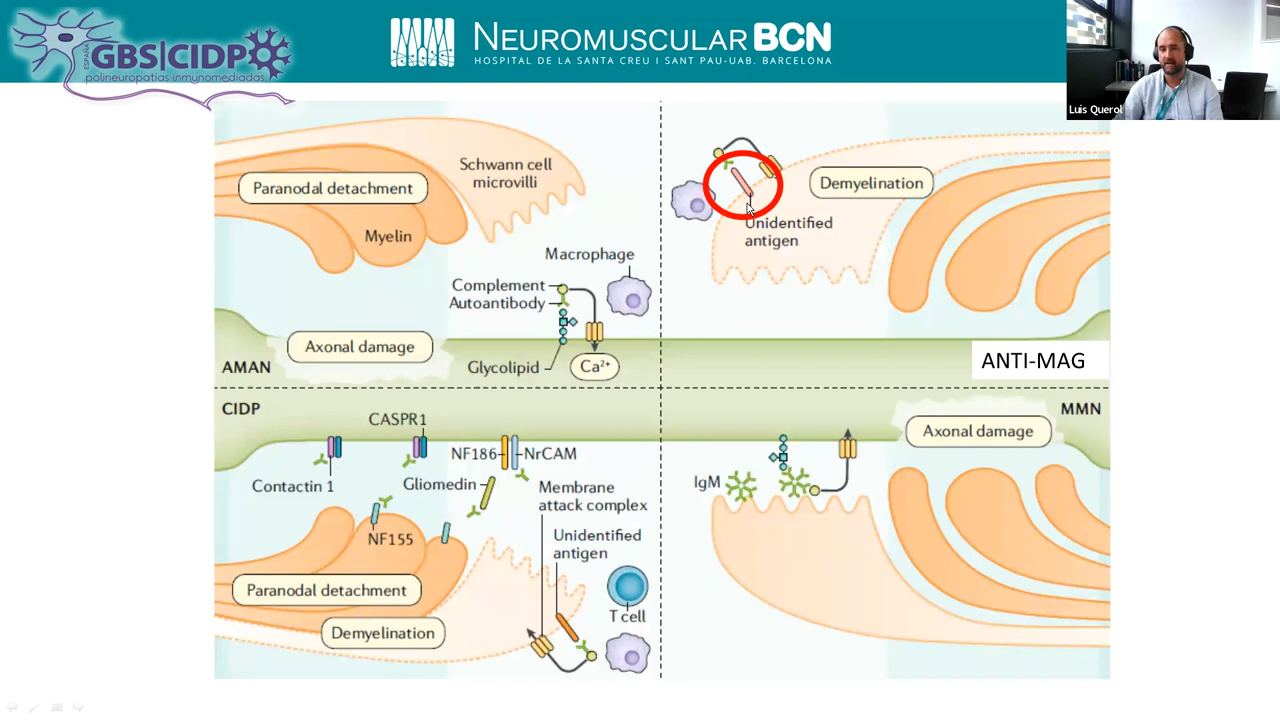 GBS|CIDP
ESPAÑA
polineuropatías inmunomediadas
NEUROMUSCULAR BCN
HOSPITAL DE LA SANTA CREU I SANT PAU-UAB. BARCELONA
Luis Querol
Paranodal detachment
Schwann cell
microvilli
Myelin
Macrophage
Complement
Autoantibody
Axonal damage
Glycolipid
Ca²⁺
AMAN
Demyelination
Unidentified
antigen
ANTI-MAG
CIDP
CASPR1
NF186
NrCAM
Contactin 1
Gliomedin
Membrane
attack complex
NF155
Unidentified
antigen
Paranodal detachment
T cell
Demyelination
MMN
Axonal damage
IgM